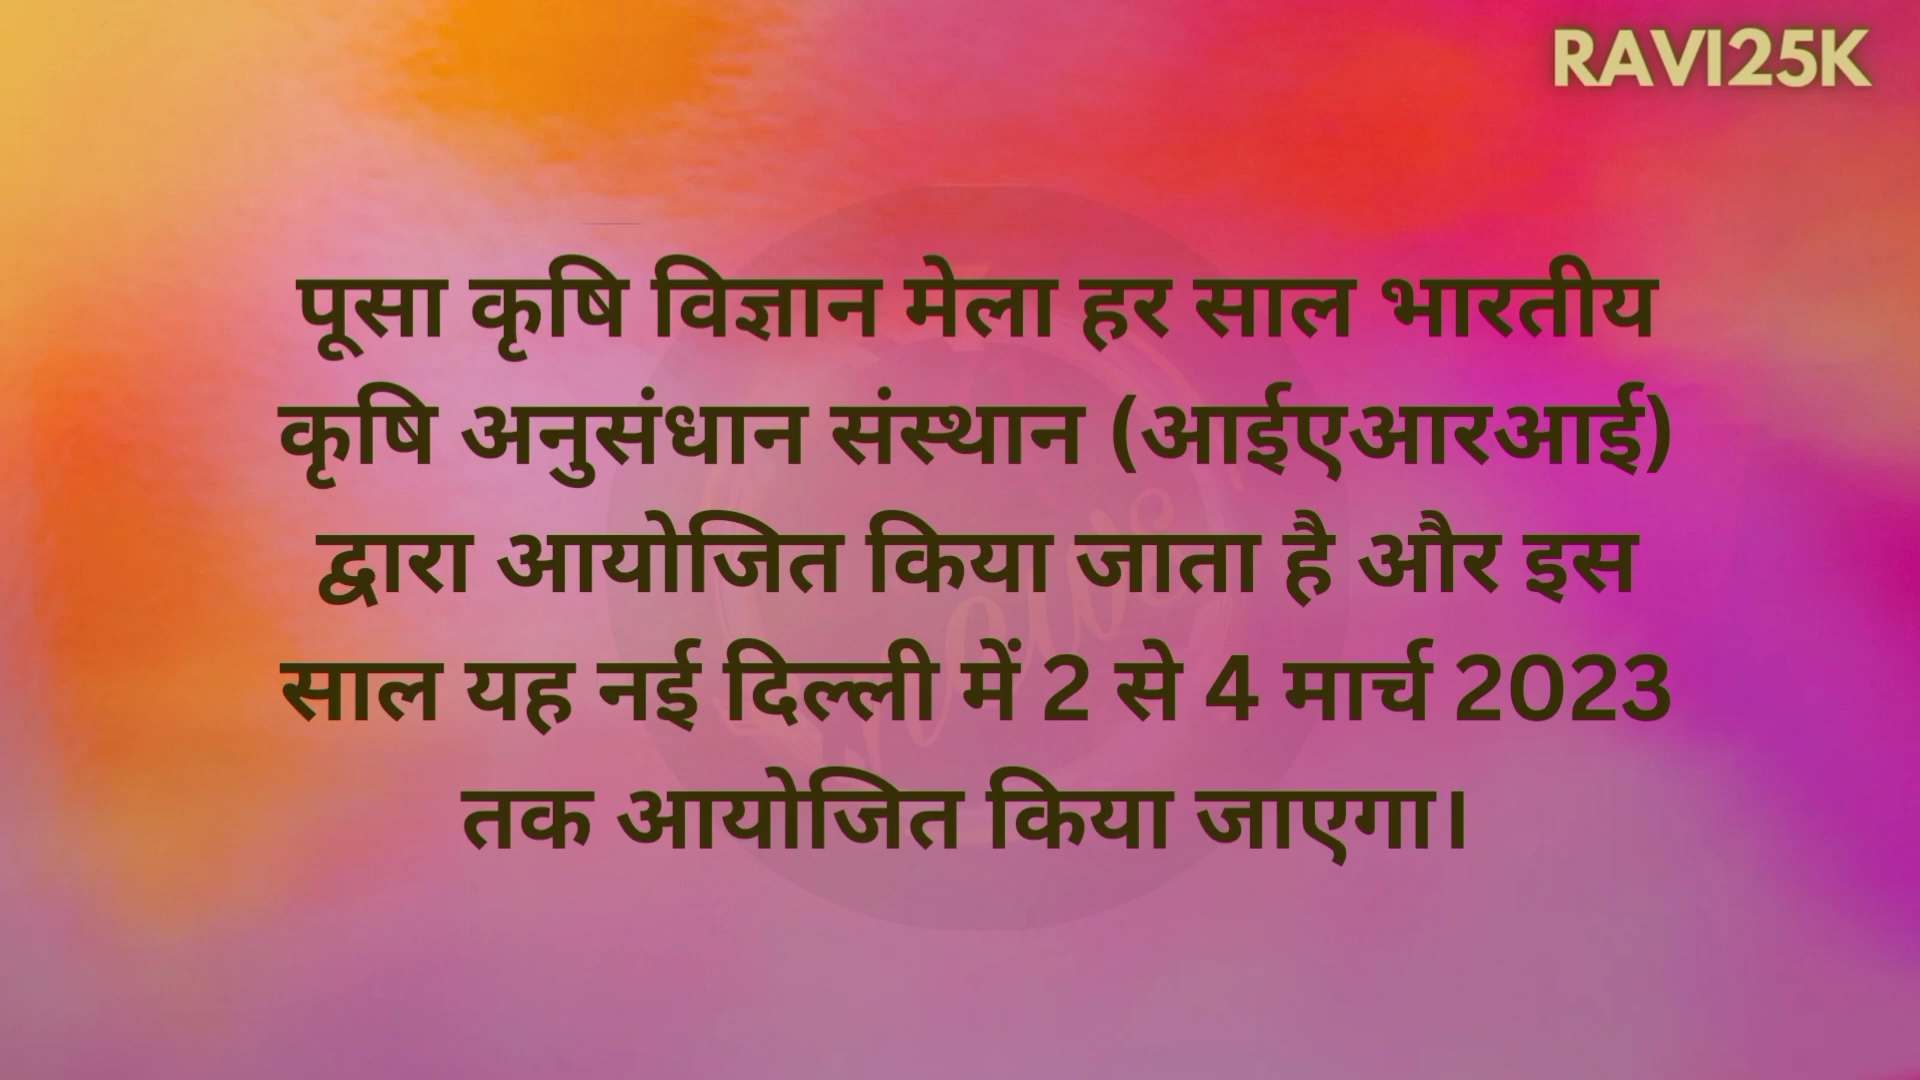 RAVI25K
पूसा कृषि विज्ञान मेला हर साल भारतीय
कृषि अनुसंधान संस्थान (आईएआरआई)
द्वारा आयोजित किया जाता है और इस
साल यह नई दिल्ली में 2 से 4 मार्च 2023
तक आयोजित किया जाएगा।